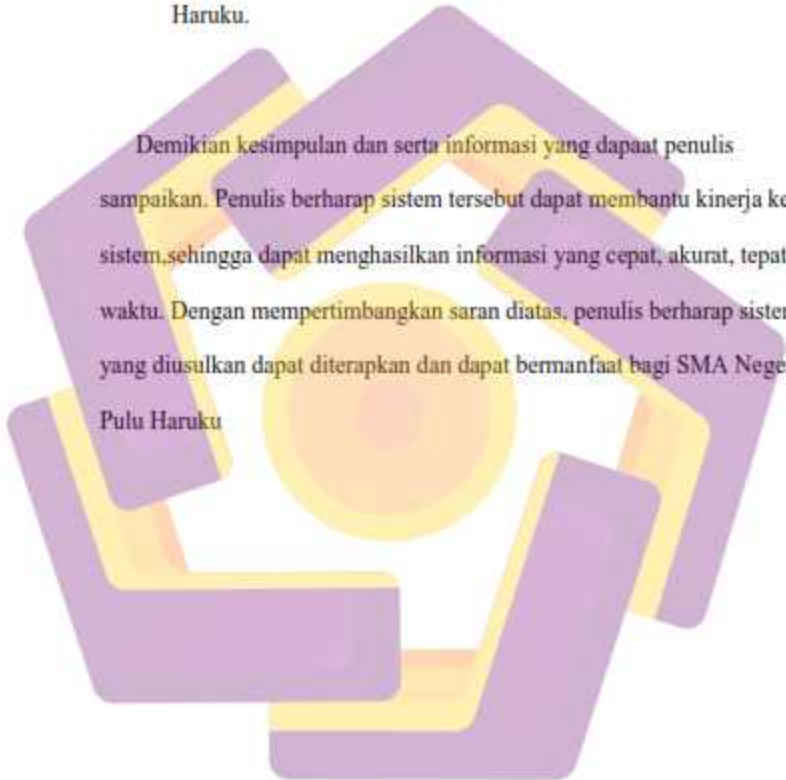 Haruku.
Demikian kesimpulan dan serta informasi yang dapaat penulis
sampaikan. Penulis berharap sistem tersebut dapat membantu kinerja ke
sistem,sehingga dapat menghasilkan informasi yang cepat, akurat, tepat
waktu. Dengan mempertimbangkan saran diatas, penulis berharap sistem
yang diusulkan dapat diterapkan dan dapat bermanfaat bagi SMA Nege
Pulu Haruku